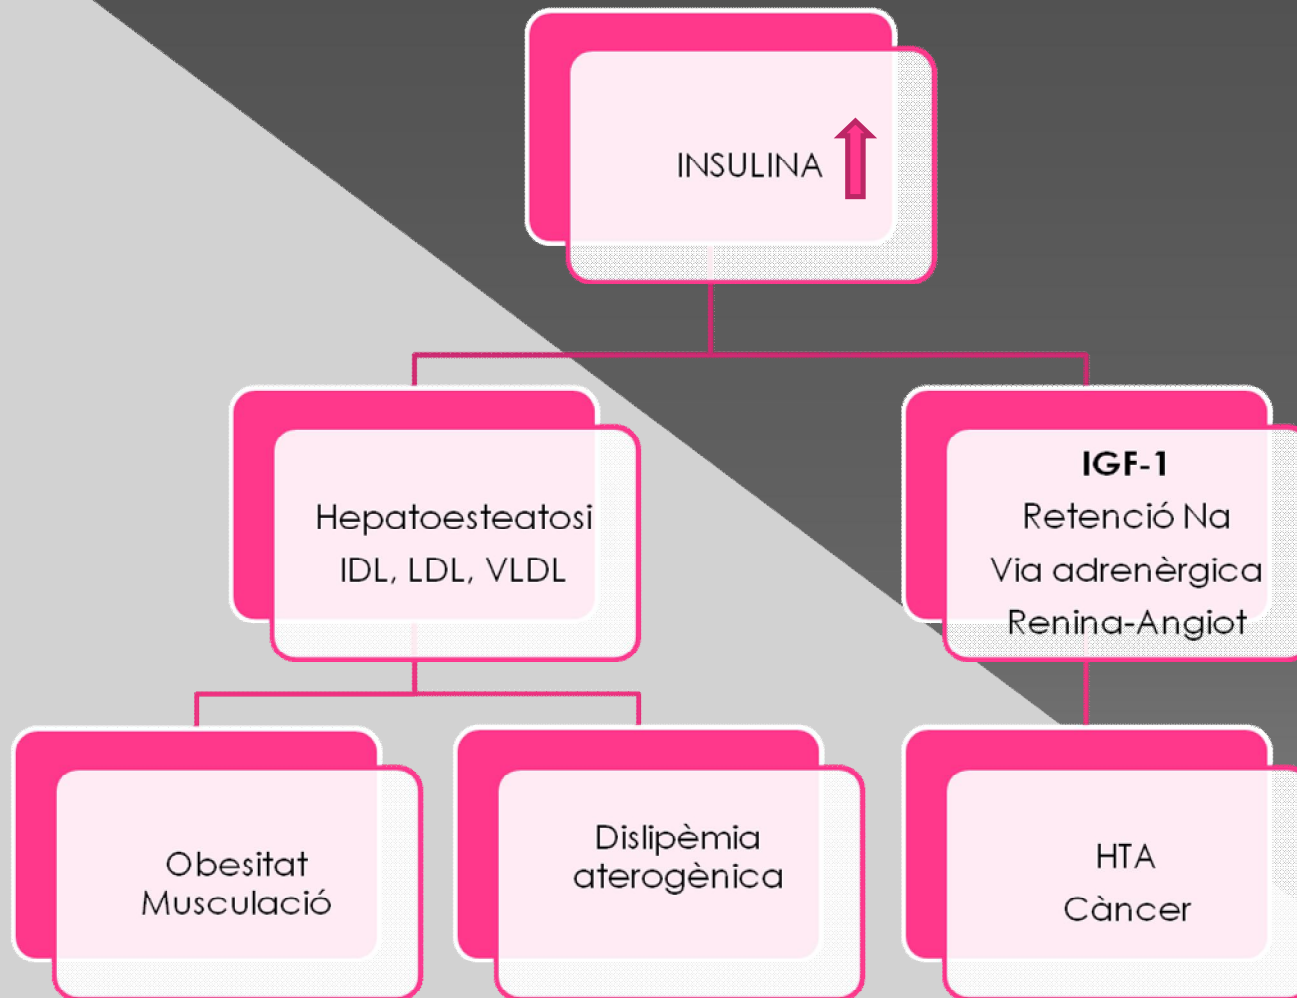 INSULINA
Hepatoesteatosi
IDL, LDL, VLDL
IGF-1
Retenció Na
Via adrenèrgica
Renina-Angiot
Obesitat
Musculació
Dislipèmia
aterogènica
HTA
Càncer